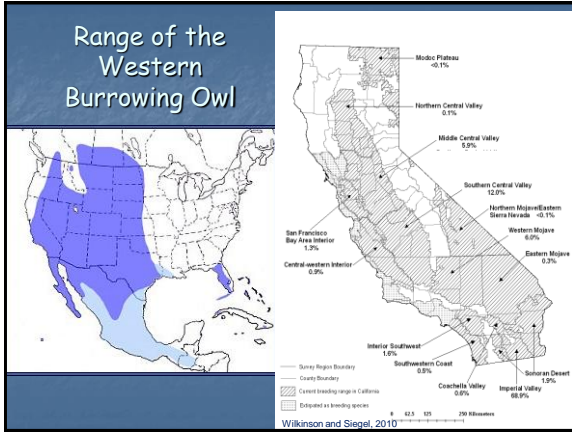 Range of the
Western
Burrowing Owl
Modoc Plateau
<0.1%
Northern Central Valley
0.1%
Middle Central Valley
5.9%
Southern Central Valley
12.0%
Northern Mojave/Eastern
Sierra Nevada <0.1%
Western Mojave
6.0%
Eastern Mojave
0.3%
San Francisco
Bay Area Interior
1.3%
Central-western Interior
0.9%
Interior Southwest
1.6%
Southwestern Coast
0.5%
Coachella Valley
0.6%
Imperial Valley
68.9%
Sonoran Desert
1.9%
Survey Region Boundary
County Boundary
Current breeding range in California
Extirpated as breeding species
0 62.5 125 250 Kilometers
Wilkinson and Siegel, 2010